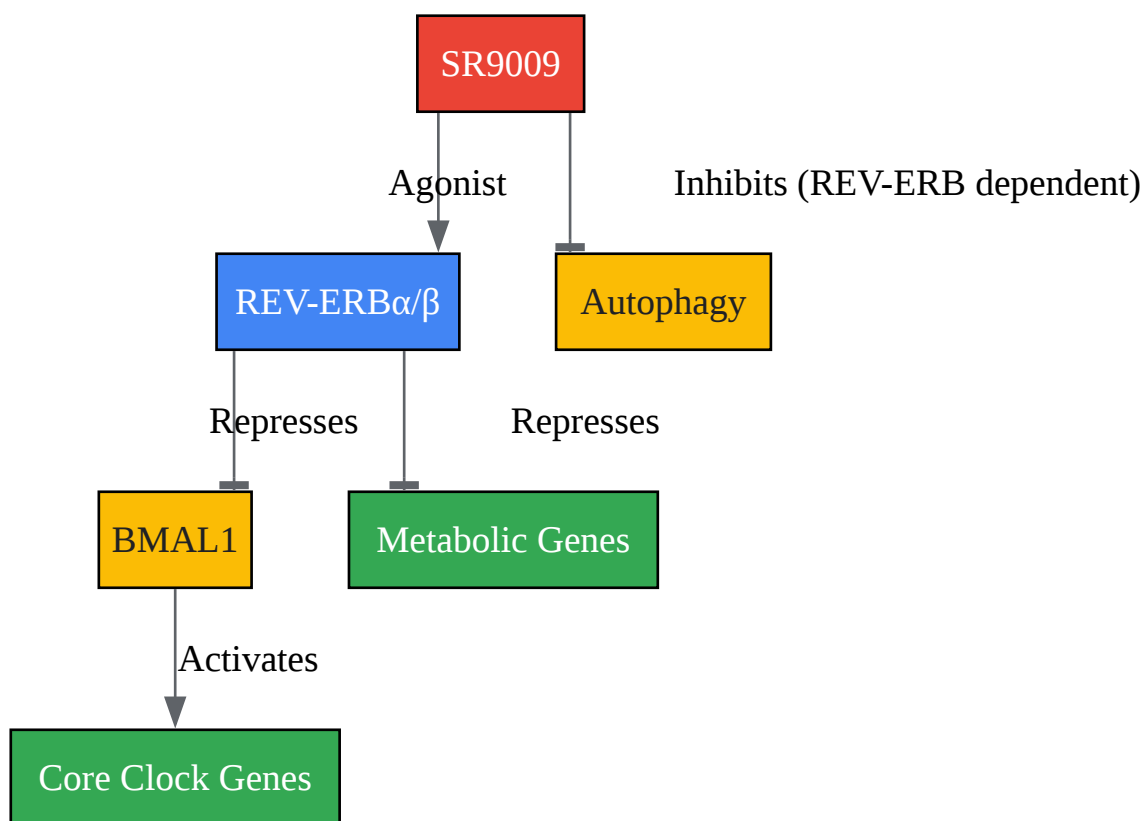 SR9009
Agonist
Inhibits (REV-ERB dependent)
REV-ERBα/β
Autophagy
Represses
Represses
BMAL1
Metabolic Genes
Activates
Core Clock Genes